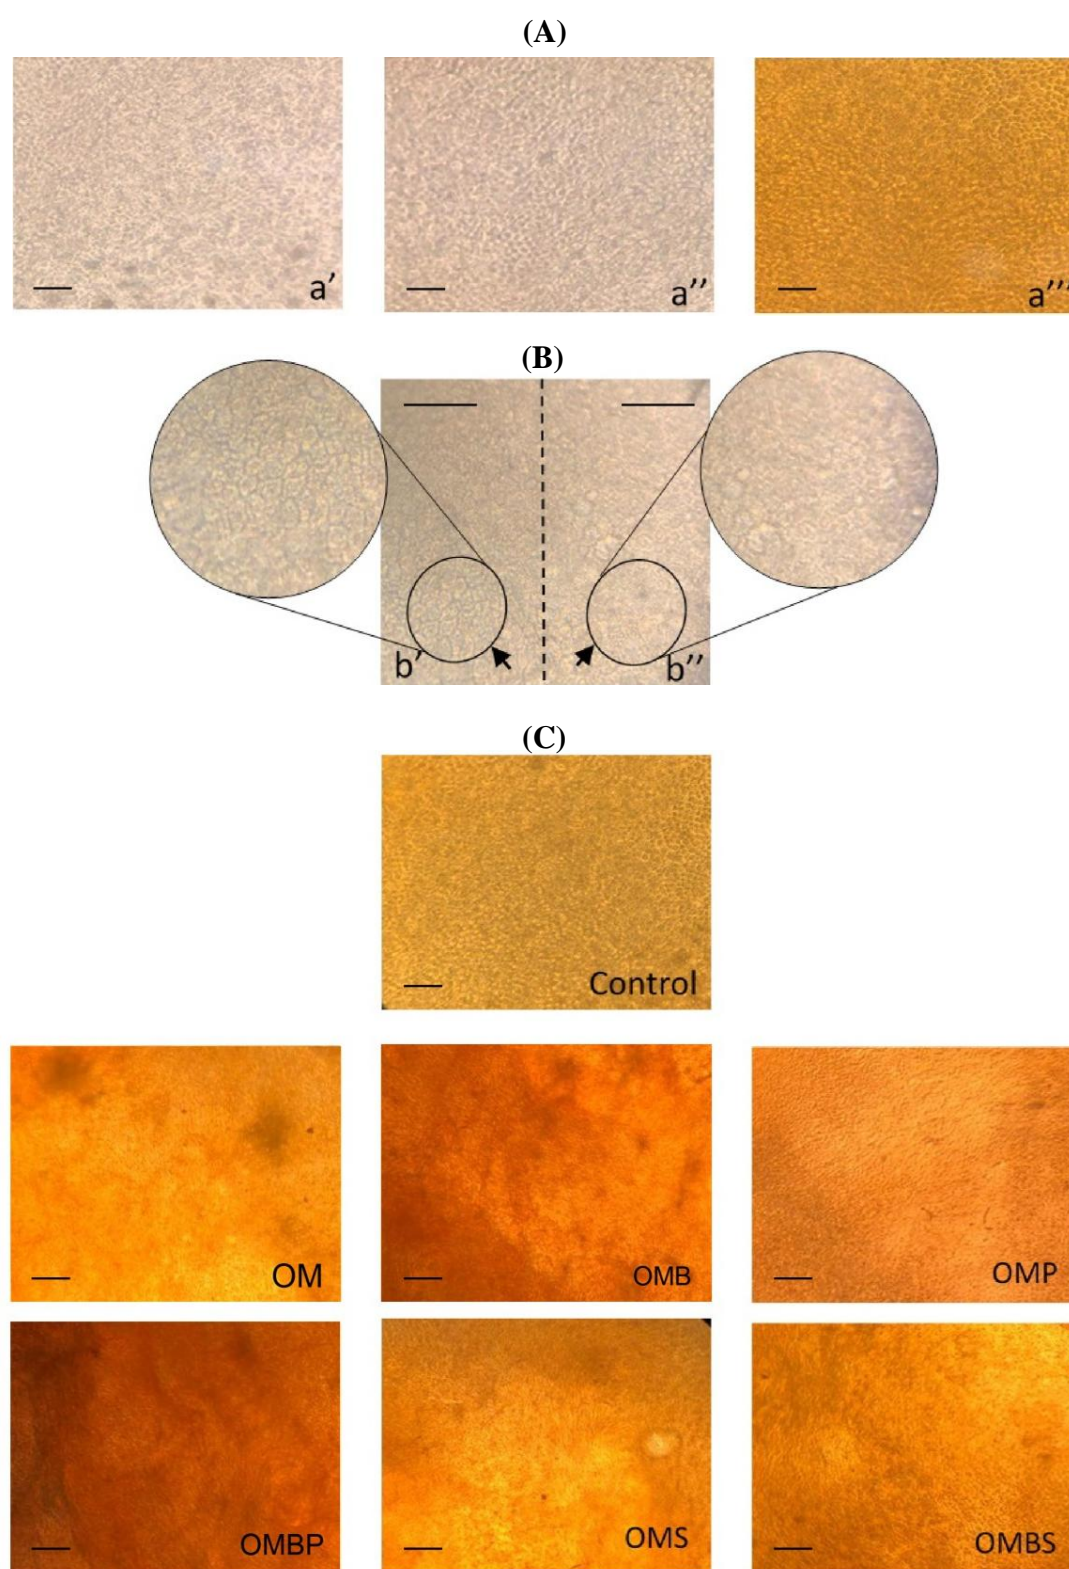 (A)
a′
a′′
a′′′
(B)
b′
b′′
(C)
Control
OM
OMB
OMP
OMBP
OMS
OMBS